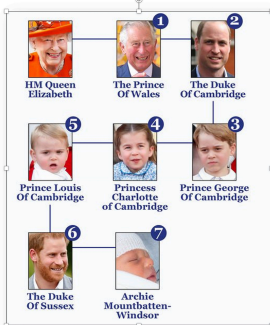 1
2
HM Queen
Elizabeth
The Prince
Of Wales
The Duke
Of Cambridge
5
4
3
Prince Louis
Of Cambridge
Princess
Charlotte
of Cambridge
Prince George
Of Cambridge
6
7
The Duke
Of Sussex
Archie
Mountbatten-
Windsor